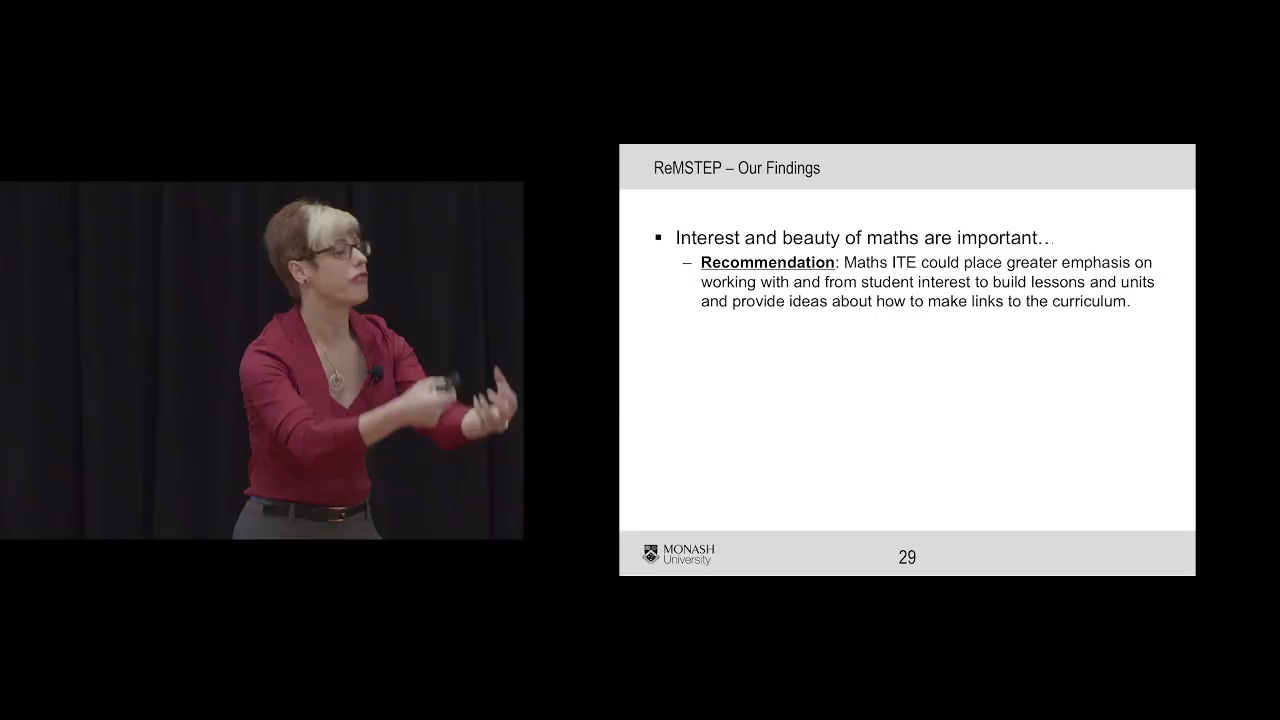 ReMSTEP – Our Findings
▪ Interest and beauty of maths are important…
– Recommendation: Maths ITE could place greater emphasis on
working with and from student interest to build lessons and units
and provide ideas about how to make links to the curriculum.
MONASH
University
29